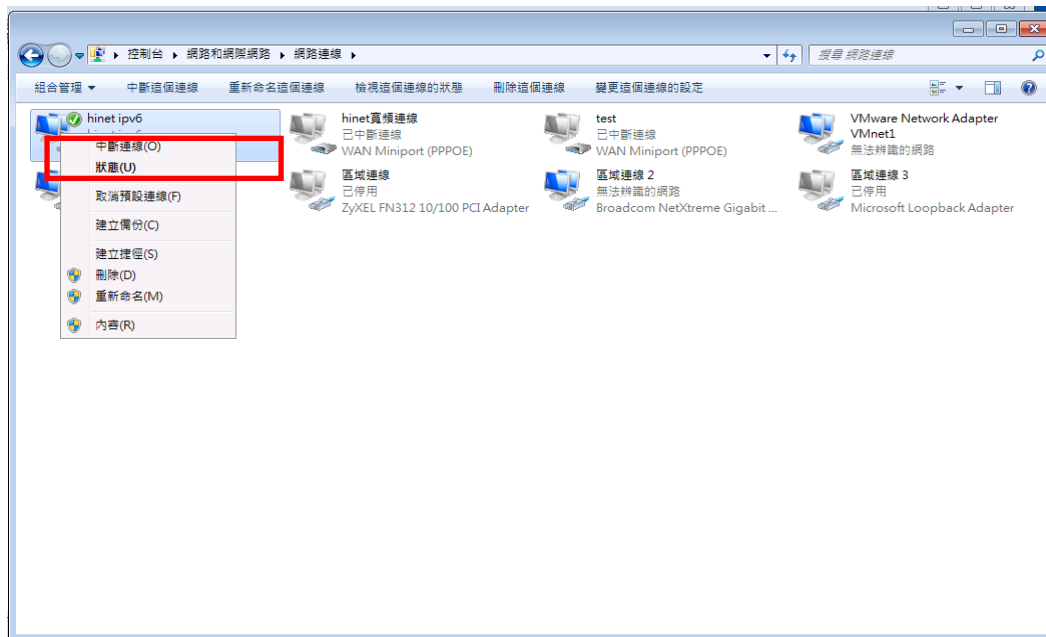 控制台 ▸ 網路和網際網路 ▸ 網路連線 ▸
搜尋 網路連線
組合管理 ▼ 中斷這個連線 重新命名這個連線 檢視這個連線的狀態 刪除這個連線 變更這個連線的設定
hinet ipv6
中斷連線(O)
狀態(U)
取消預設連線(F)
建立備份(C)
建立捷徑(S)
刪除(D)
重新命名(M)
內容(R)
hinet寬頻連線
已中斷連線
WAN Miniport (PPPOE)
test
已中斷連線
WAN Miniport (PPPOE)
VMware Network Adapter
VMnet1
無法辨識的網路
區域連線
已停用
ZyXEL FN312 10/100 PCI Adapter
區域連線 2
無法辨識的網路
Broadcom NetXtreme Gigabit ...
區域連線 3
已停用
Microsoft Loopback Adapter